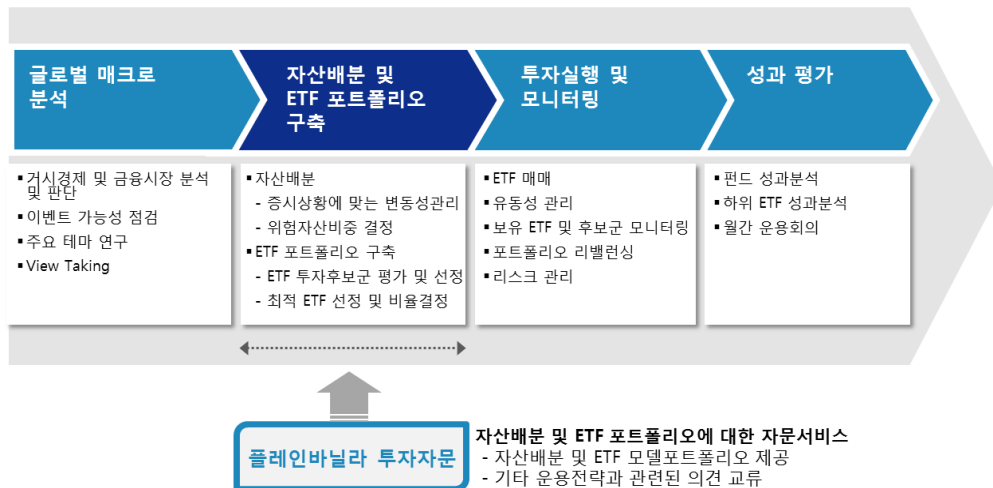 글로벌 매크로
분석
자산배분 및
ETF 포트폴리오
구축
투자실행 및
모니터링
성과 평가
▪거시경제 및 금융시장 분석
및 판단
▪이벤트 가능성 점검
▪주요 테마 연구
▪View Taking
▪자산배분
- 증시상황에 맞는 변동성관리
- 위험자산비중 결정
▪ETF 포트폴리오 구축
- ETF 투자후보군 평가 및 선정
- 최적 ETF 선정 및 비율결정
▪ETF 매매
▪유동성 관리
▪보유 ETF 및 후보군 모니터링
▪포트폴리오 리밸런싱
▪리스크 관리
▪펀드 성과분석
▪하위 ETF 성과분석
▪월간 운용회의
플레인바닐라 투자자문
자산배분 및 ETF 포트폴리오에 대한 자문서비스
- 자산배분 및 ETF 모델포트폴리오 제공
- 기타 운용전략과 관련된 의견 교류